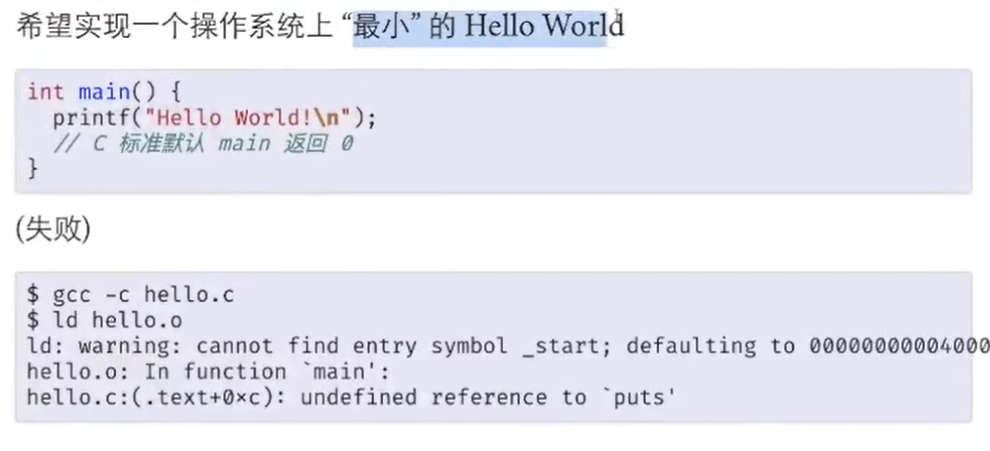 希望实现一个操作系统上 “最小” 的 Hello World
int main() {
  printf("Hello World!\n");
  // C 标准默认 main 返回 0
}
(失败)
$ gcc -c hello.c
$ ld hello.o
ld: warning: cannot find entry symbol _start; defaulting to 00000000004000
hello.o: In function `main':
hello.c:(.text+0xc): undefined reference to `puts'